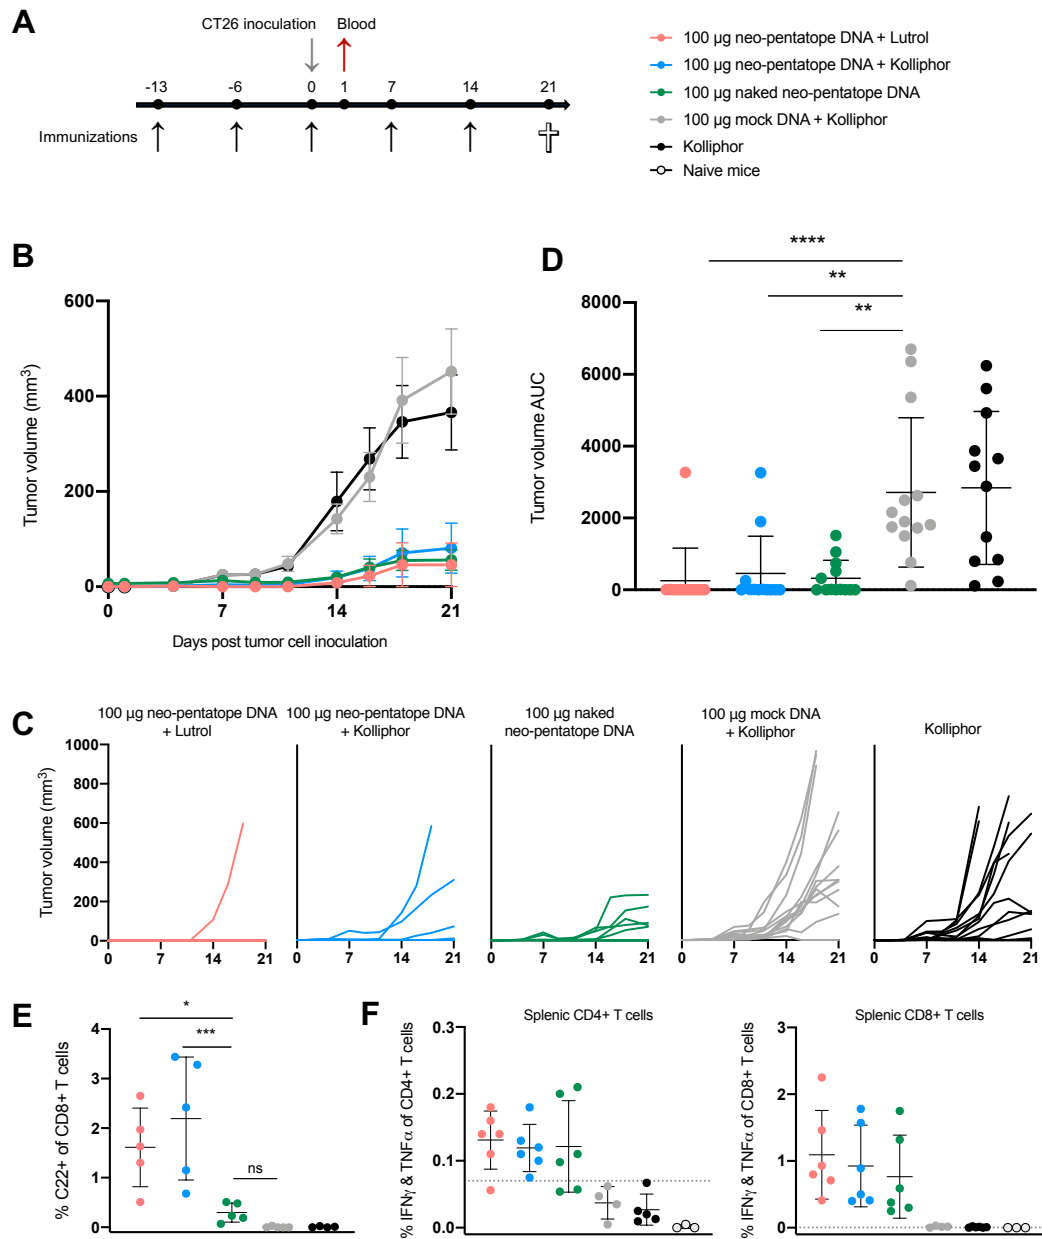 A
CT26 inoculation Blood
-13 -6 0 1 7 14 21
Immunizations
100 µg neo-pentatope DNA + Lutrol
100 µg neo-pentatope DNA + Kolliphor
100 µg naked neo-pentatope DNA
100 µg mock DNA + Kolliphor
Kolliphor
Naive mice
B
Tumor volume (mm³)
600
400
200
0
0 7 14 21
Days post tumor cell inoculation
D
****
**
**
Tumor volume AUC
8000
6000
4000
2000
0
C
100 µg neo-pentatope DNA
+ Lutrol
100 µg neo-pentatope DNA
+ Kolliphor
100 µg naked
neo-pentatope DNA
100 µg mock DNA
+ Kolliphor
Kolliphor
Tumor volume (mm³)
1000
800
600
400
200
0
0 7 14 21
0 7 14 21
0 7 14 21
0 7 14 21
0 7 14 21
E
% C22+ of CD8+ T cells
4
3
2
1
0
*
***
ns
F
Splenic CD4+ T cells
% IFNγ & TNFα of CD4+ T cells
0.3
0.2
0.1
0.0
Splenic CD8+ T cells
% IFNγ & TNFα of CD8+ T cells
3
2
1
0